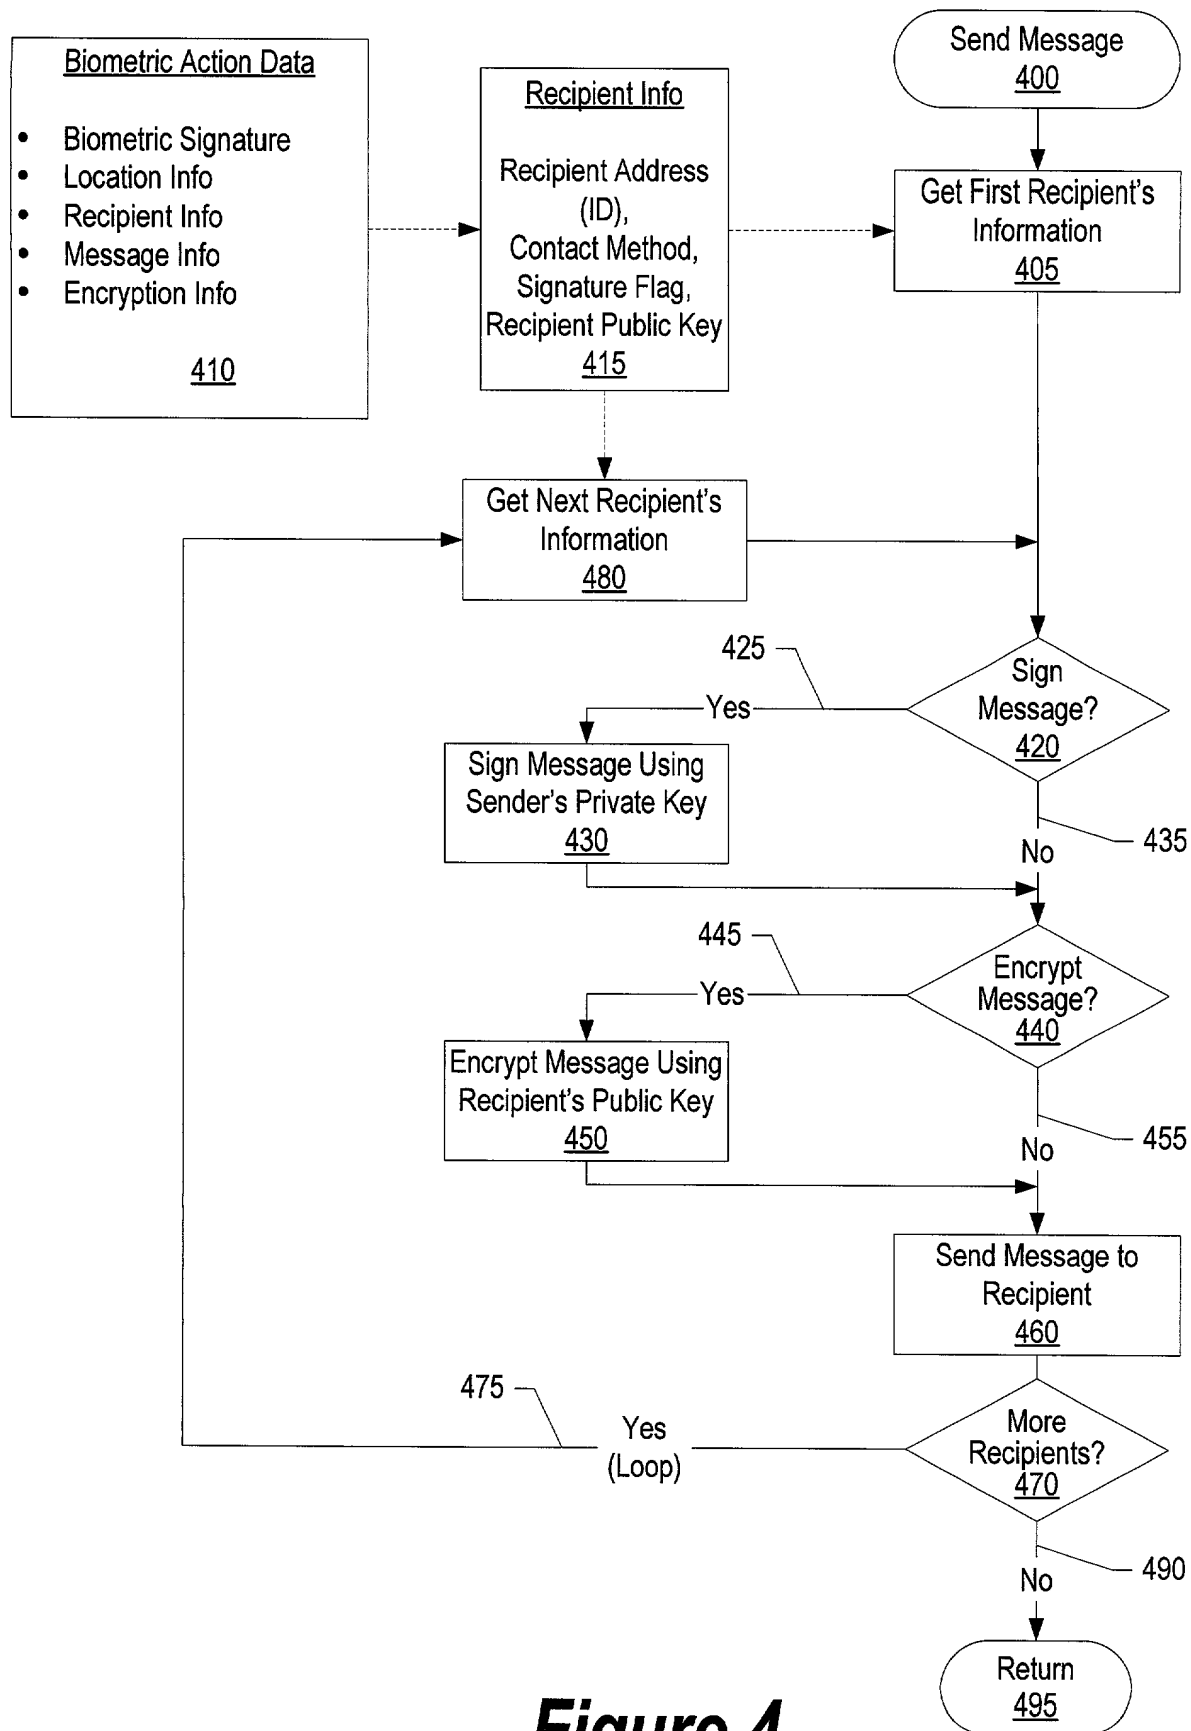 Biometric Action Data
• Biometric Signature
• Location Info
• Recipient Info
• Message Info
• Encryption Info
410
Recipient Info
Recipient Address
(ID),
Contact Method,
Signature Flag,
Recipient Public Key
415
Send Message
400
Get First Recipient's
Information
405
Get Next Recipient's
Information
480
Sign
Message?
420
425
Yes
Sign Message Using
Sender's Private Key
430
435
No
Encrypt
Message?
440
445
Yes
Encrypt Message Using
Recipient's Public Key
450
455
No
Send Message to
Recipient
460
More
Recipients?
470
475
Yes
(Loop)
490
No
Return
495
Figure 4